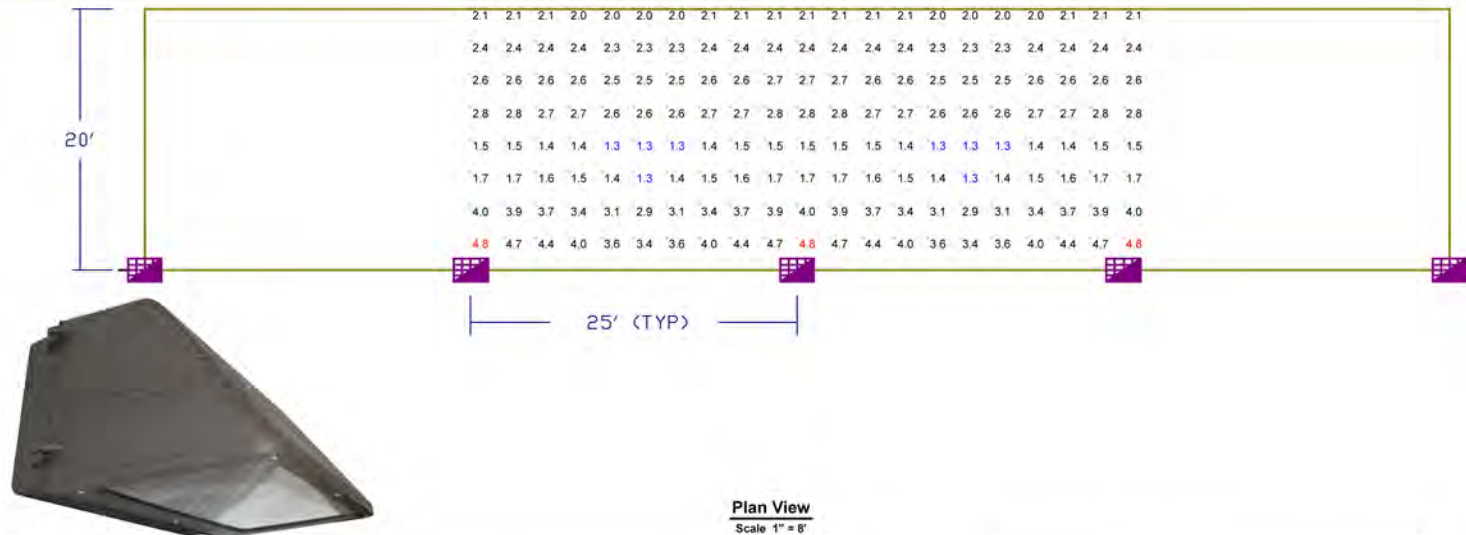 2.1 2.1 2.1 2.0 2.0 2.0 2.0 2.1 2.1 2.1 2.1 2.1 2.1 2.1 2.0 2.0 2.0 2.0 2.1 2.1 2.1
2.4 2.4 2.4 2.4 2.3 2.3 2.3 2.4 2.4 2.4 2.4 2.4 2.4 2.4 2.3 2.3 2.3 2.4 2.4 2.4 2.4
2.6 2.6 2.6 2.6 2.5 2.5 2.5 2.6 2.6 2.7 2.7 2.7 2.6 2.6 2.5 2.5 2.5 2.6 2.6 2.6 2.6
2.8 2.8 2.7 2.7 2.6 2.6 2.6 2.7 2.7 2.8 2.8 2.8 2.7 2.7 2.6 2.6 2.6 2.7 2.7 2.8 2.8
20'
1.5 1.5 1.4 1.4 1.3 1.3 1.3 1.4 1.5 1.5 1.5 1.5 1.5 1.4 1.3 1.3 1.3 1.4 1.4 1.5 1.5
1.7 1.7 1.6 1.5 1.4 1.3 1.4 1.5 1.6 1.7 1.7 1.7 1.6 1.5 1.4 1.3 1.4 1.5 1.6 1.7 1.7
4.0 3.9 3.7 3.4 3.1 2.9 3.1 3.4 3.7 3.9 4.0 3.9 3.7 3.4 3.1 2.9 3.1 3.4 3.7 3.9 4.0
4.8 4.7 4.4 4.0 3.6 3.4 3.6 4.0 4.4 4.7 4.8 4.7 4.4 4.0 3.6 3.4 3.6 4.0 4.4 4.7 4.8
25' (TYP)
Plan View
Scale 1" = 8'